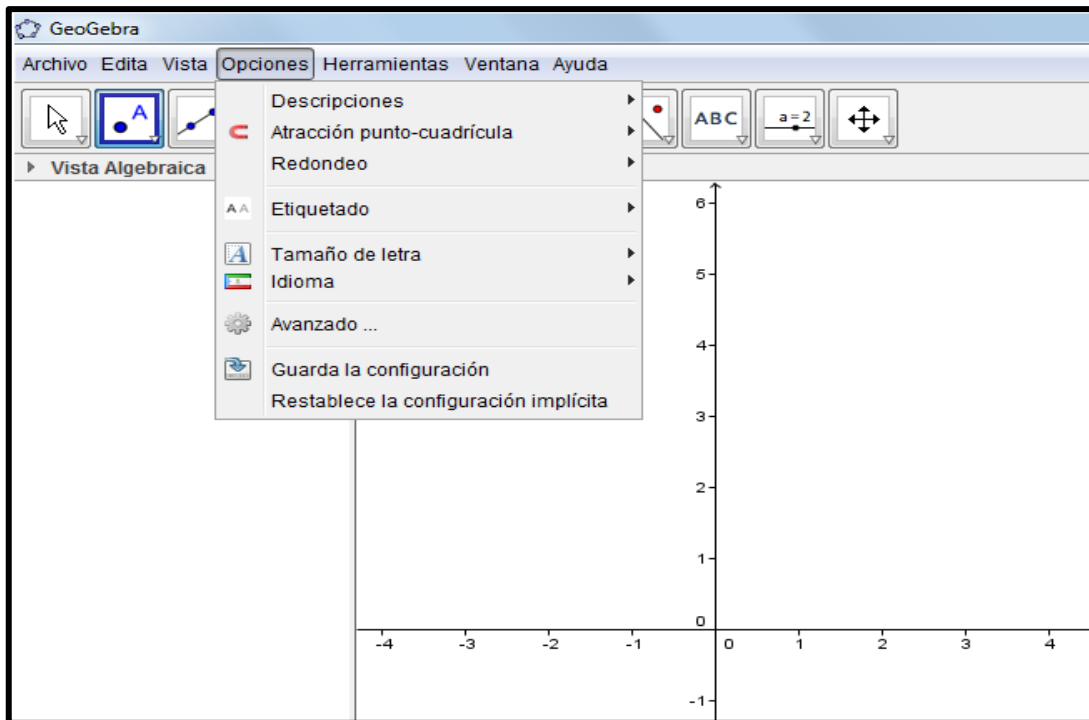 GeoGebra
Archivo Edita Vista Opciones Herramientas Ventana Ayuda
A ABC a=2
Vista Algebraica
Descripciones
Atracción punto-cuadrícula
Redondeo
AA Etiquetado
A Tamaño de letra
Idioma
Avanzado ...
Guarda la configuración
Restablece la configuración implícita
6
5
4
3
2
1
0
-4 -3 -2 -1 0 1 2 3 4
-1